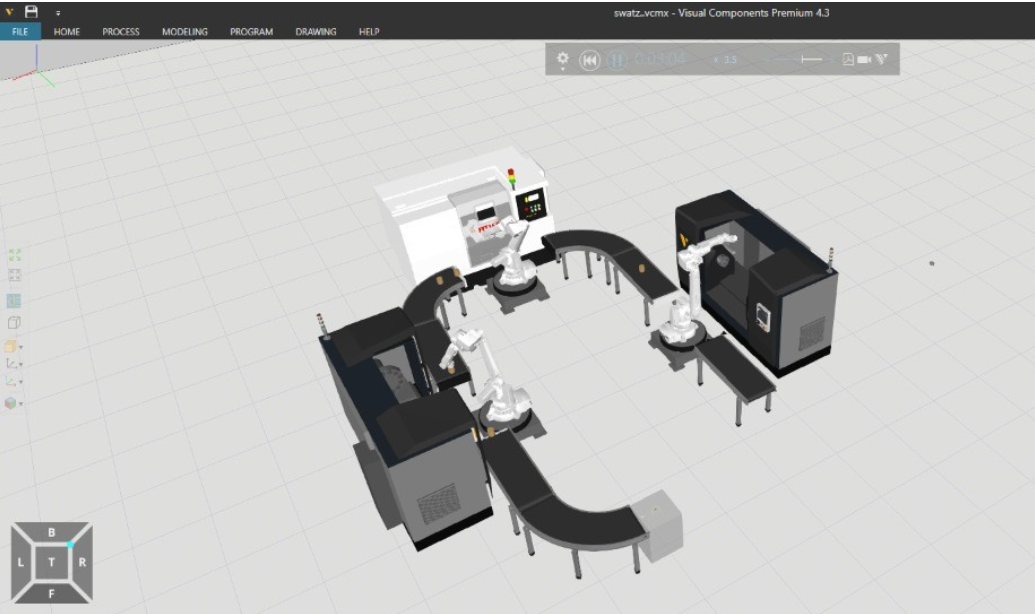 swatz..vcmx - Visual Components Premium 4.3
FILE HOME PROCESS MODELING PROGRAM DRAWING HELP
0:03:04 x 3.5
B
L T R
F